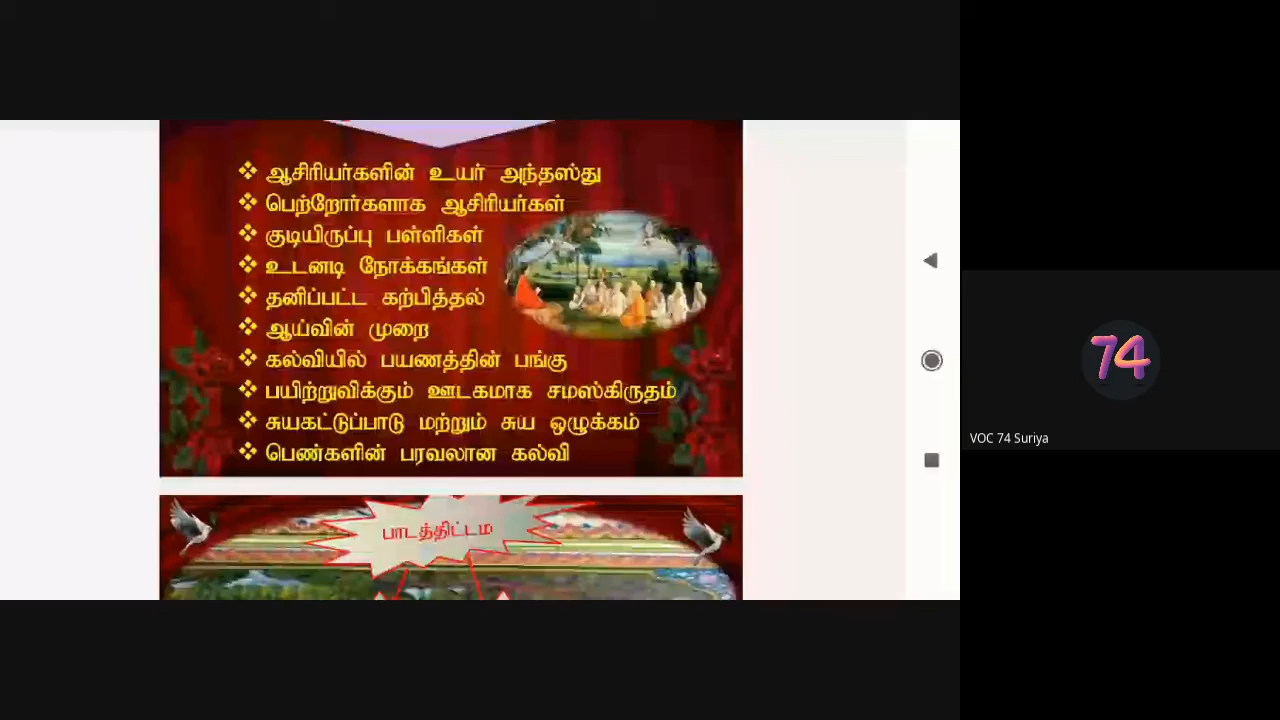 ❖ ஆசிரியர்களின் உயர் அந்தஸ்து
❖ பெற்றோர்களாக ஆசிரியர்கள்
❖ குடியிருப்பு பள்ளிகள்
❖ உடனடி நோக்கங்கள்
❖ தனிப்பட்ட கற்பித்தல்
❖ ஆய்வின் முறை
❖ கல்வியில் பயணத்தின் பங்கு
❖ பயிற்றுவிக்கும் ஊடகமாக சமஸ்கிருதம்
❖ சுயகட்டுப்பாடு மற்றும் சுய ஒழுக்கம்
❖ பெண்களின் பரவலான கல்வி
பாடத்திட்டம
74
VOC 74 Suriya